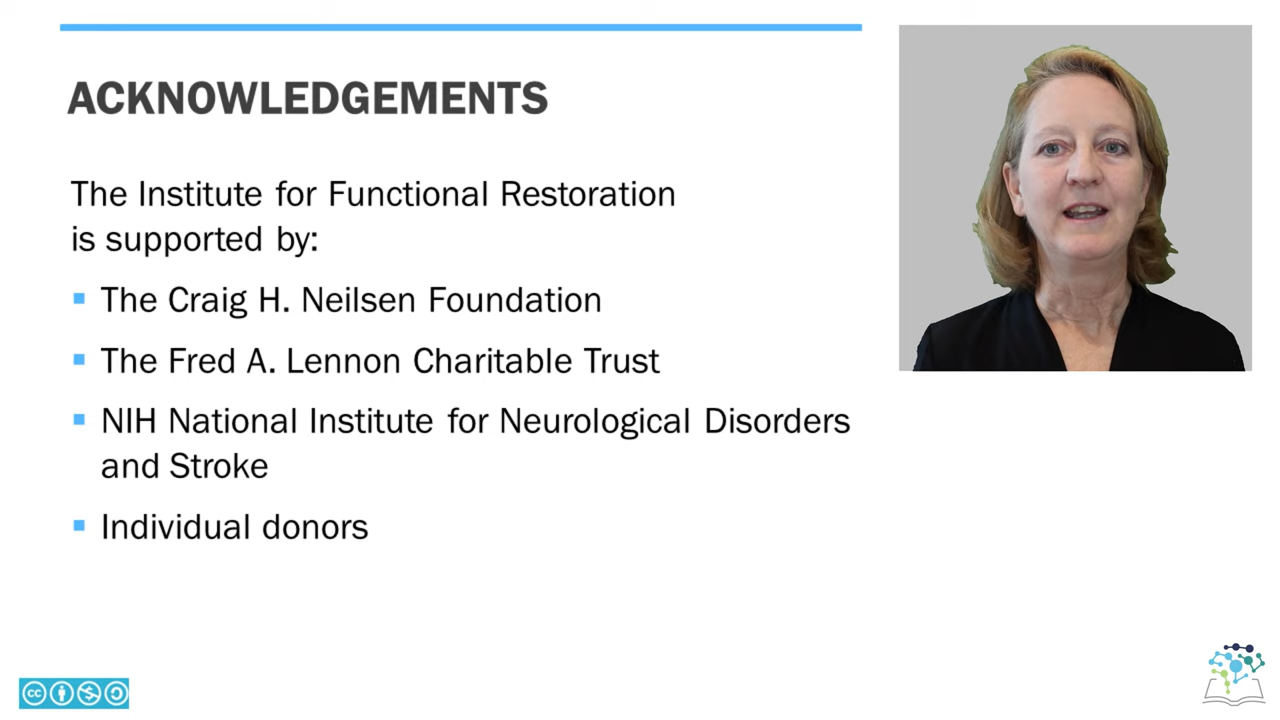 ACKNOWLEDGEMENTS
The Institute for Functional Restoration
is supported by:
The Craig H. Neilsen Foundation
The Fred A. Lennon Charitable Trust
NIH National Institute for Neurological Disorders
and Stroke
Individual donors
cc